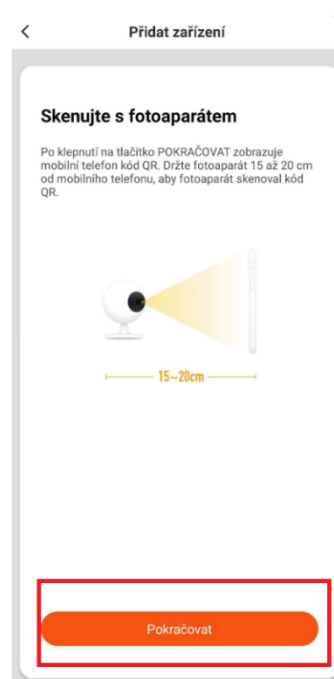 Přidat zařízení
Skenujte s fotoaparátem
Po klepnutí na tlačítko POKRAČOVAT zobrazuje
mobilní telefon kód QR. Držte fotoaparát 15 až 20 cm
od mobilního telefonu, aby fotoaparát skenoval kód
QR.
15~20cm
Pokračovat